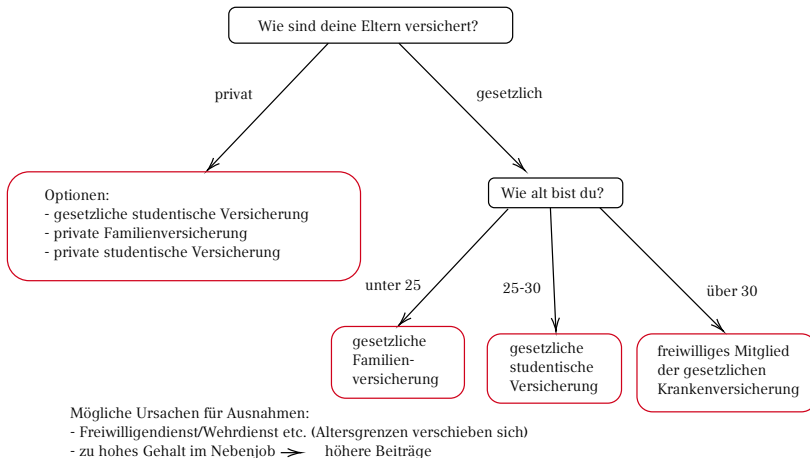 Wie sind deine Eltern versichert?
privat
gesetzlich
Optionen:
- gesetzliche studentische Versicherung
- private Familienversicherung
- private studentische Versicherung
Wie alt bist du?
unter 25
25-30
über 30
gesetzliche
Familien-
versicherung
gesetzliche
studentische
Versicherung
freiwilliges Mitglied
der gesetzlichen
Krankenversicherung
Mögliche Ursachen für Ausnahmen:
- Freiwilligendienst/Wehrdienst etc. (Altersgrenzen verschieben sich)
- zu hohes Gehalt im Nebenjob → höhere Beiträge